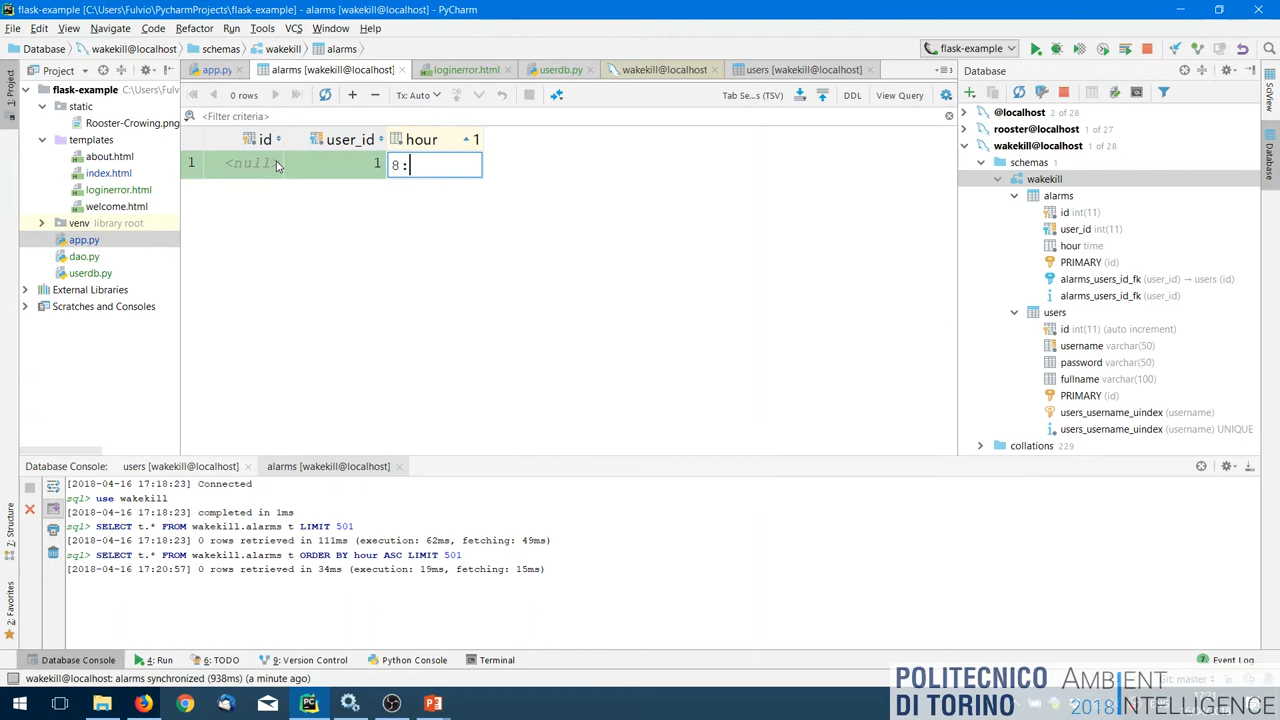 flask-example [C:\Users\Fulvio\PycharmProjects\flask-example] - alarms [wakekill@localhost] - PyCharm
File Edit View Navigate Code Refactor Run Tools VCS Window Help
Database wakekill@localhost schemas wakekill alarms flask-example
Project app.py alarms [wakekill@localhost] loginerror.html userdb.py wakekill@localhost users [wakekill@localhost] Database
1: Project
flask-example C:\Users\Fulv
static
Rooster-Crowing.png
templates
about.html
index.html
loginerror.html
welcome.html
venv library root
app.py
dao.py
userdb.py
External Libraries
Scratches and Consoles
0 rows Tx: Auto Tab Se...(TSV) DDL View Query
<Filter criteria>
id user_id hour 1
1 <null> 1 8:
@localhost 2 of 28
rooster@localhost 1 of 27
wakekill@localhost 1 of 28
schemas 1
wakekill
alarms
id int(11)
user_id int(11)
hour time
PRIMARY (id)
alarms_users_id_fk (user_id) → users (id)
alarms_users_id_fk (user_id)
users
id int(11) (auto increment)
username varchar(50)
password varchar(50)
fullname varchar(100)
PRIMARY (id)
users_username_uindex (username)
users_username_uindex (username) UNIQUE
collations 229
SciView
Database
Database Console: users [wakekill@localhost] alarms [wakekill@localhost]
[2018-04-16 17:18:23] Connected
sql> use wakekill
[2018-04-16 17:18:23] completed in 1ms
sql> SELECT t.* FROM wakekill.alarms t LIMIT 501
[2018-04-16 17:18:23] 0 rows retrieved in 111ms (execution: 62ms, fetching: 49ms)
sql> SELECT t.* FROM wakekill.alarms t ORDER BY hour ASC LIMIT 501
[2018-04-16 17:20:57] 0 rows retrieved in 34ms (execution: 19ms, fetching: 15ms)
7: Structure
2: Favorites
Database Console 4: Run 6: TODO 9: Version Control Python Console Terminal Event Log
wakekill@localhost: alarms synchronized (938ms) (a minute ago) Git: master
POLITECNICO
DI TORINO
AMBIENT
2018 INTELLIGENCE